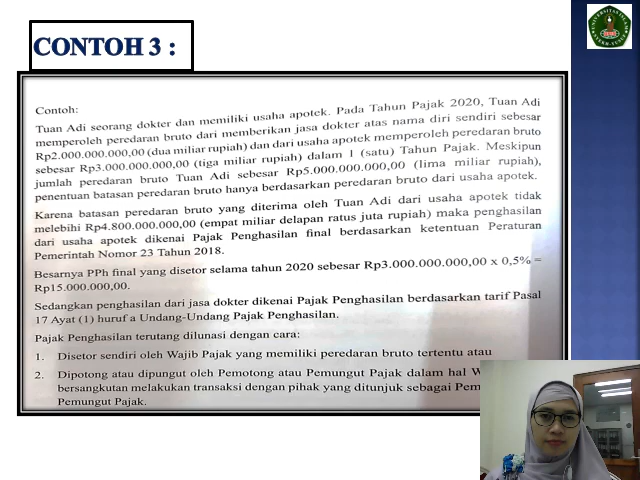 CONTOH 3 :
Contoh:
Tuan Adi seorang dokter dan memiliki usaha apotek. Pada Tahun Pajak 2020, Tuan Adi
memperoleh peredaran bruto dari memberikan jasa dokter atas nama diri sendiri sebesar
Rp2.000.000.000,00 (dua miliar rupiah) dan dari usaha apotek memperoleh peredaran bruto
sebesar Rp3.000.000.000,00 (tiga miliar rupiah) dalam 1 (satu) Tahun Pajak. Meskipun
jumlah peredaran bruto Tuan Adi sebesar Rp5.000.000.000,00 (lima miliar rupiah),
penentuan batasan peredaran bruto hanya berdasarkan peredaran bruto dari usaha apotek.
Karena batasan peredaran bruto yang diterima oleh Tuan Adi dari usaha apotek tidak
melebihi Rp4.800.000.000,00 (empat miliar delapan ratus juta rupiah) maka penghasilan
dari usaha apotek dikenai Pajak Penghasilan final berdasarkan ketentuan Peraturan
Pemerintah Nomor 23 Tahun 2018.
Besarnya PPh final yang disetor selama tahun 2020 sebesar Rp3.000.000.000,00 x 0,5% =
Rp15.000.000,00.
Sedangkan penghasilan dari jasa dokter dikenai Pajak Penghasilan berdasarkan tarif Pasal
17 Ayat (1) huruf a Undang-Undang Pajak Penghasilan.
Pajak Penghasilan terutang dilunasi dengan cara:
1. Disetor sendiri oleh Wajib Pajak yang memiliki peredaran bruto tertentu atau
2. Dipotong atau dipungut oleh Pemotong atau Pemungut Pajak dalam hal W
bersangkutan melakukan transaksi dengan pihak yang ditunjuk sebagai Pem
Pemungut Pajak.